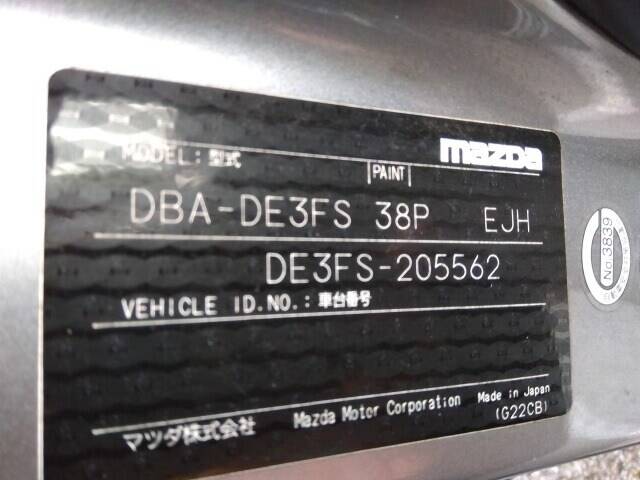 mazda
MODEL: 型式
PAINT
DBA-DE3FS 38P EJH
DE3FS-205562
VEHICLE ID.NO.: 車台番号
マツダ株式会社 Mazda Motor Corporation Made in Japan
(G22CB)
No.3839